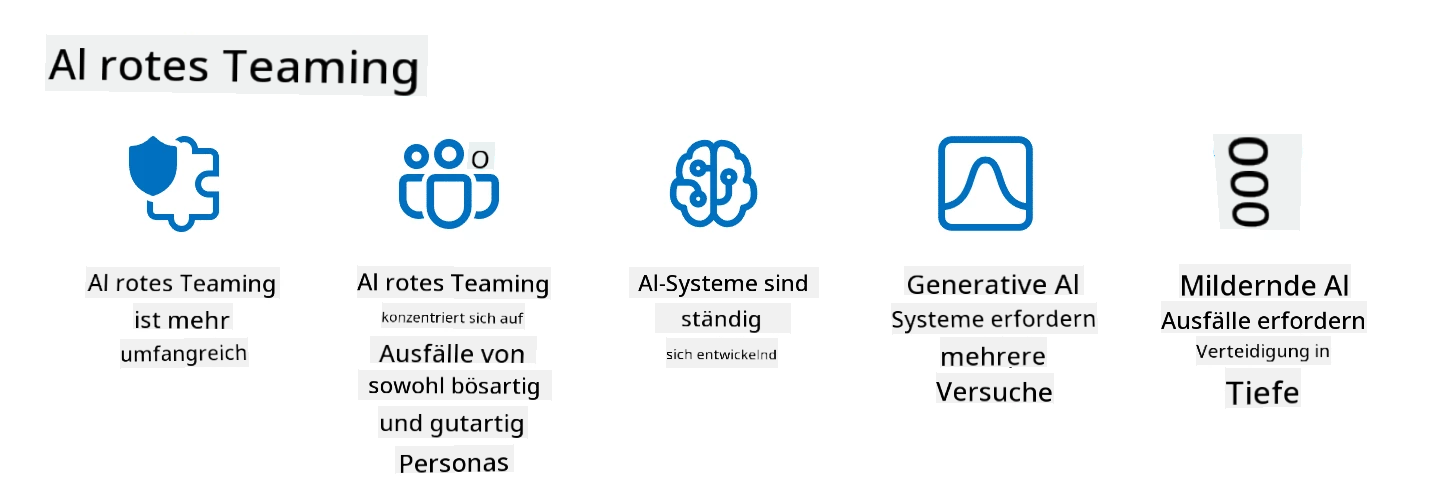 AI rotes Teaming
O
000
AI rotes Teaming
ist mehr
umfangreich
AI rotes Teaming
konzentriert sich auf
Ausfälle von
sowohl bösartig
und gutartig
Personas
AI-Systeme sind
ständig
sich entwickelnd
Generative AI
Systeme erfordern
mehrere
Versuche
Mildernde AI
Ausfälle erfordern
Verteidigung in
Tiefe